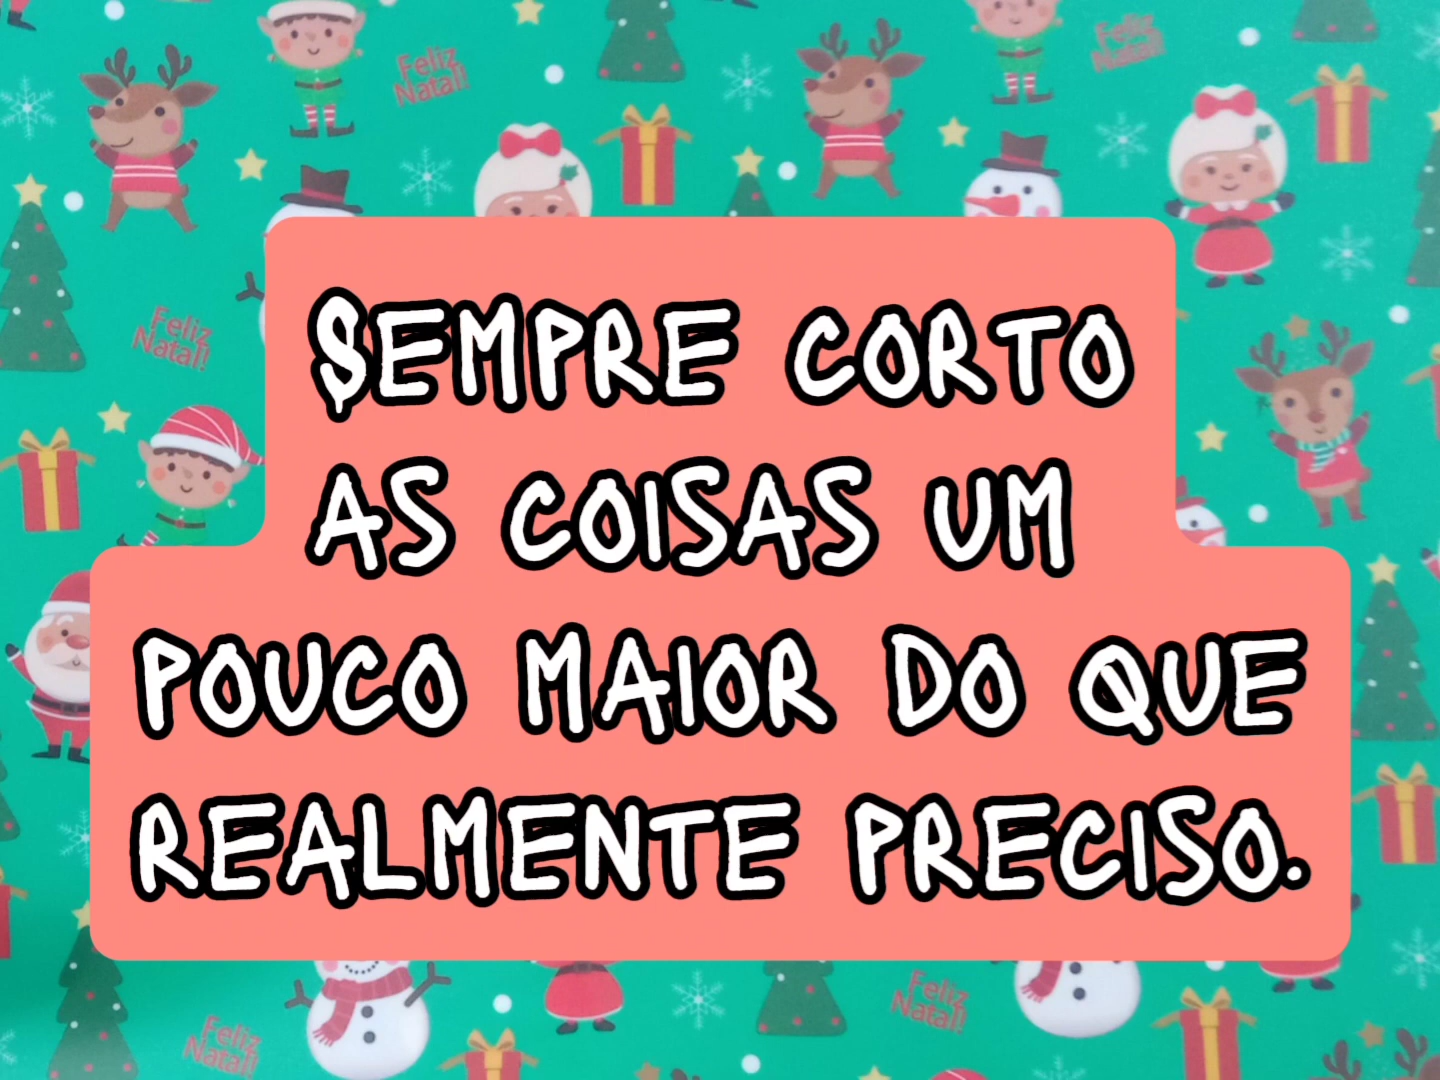 Feliz
Natal!
Feliz
Natal!
SEMPRE CORTO
AS COISAS UM
POUCO MAIOR DO QUE
REALMENTE PRECISO.
Feliz
Natal!
Feliz
Natal!
Feliz
Natal!